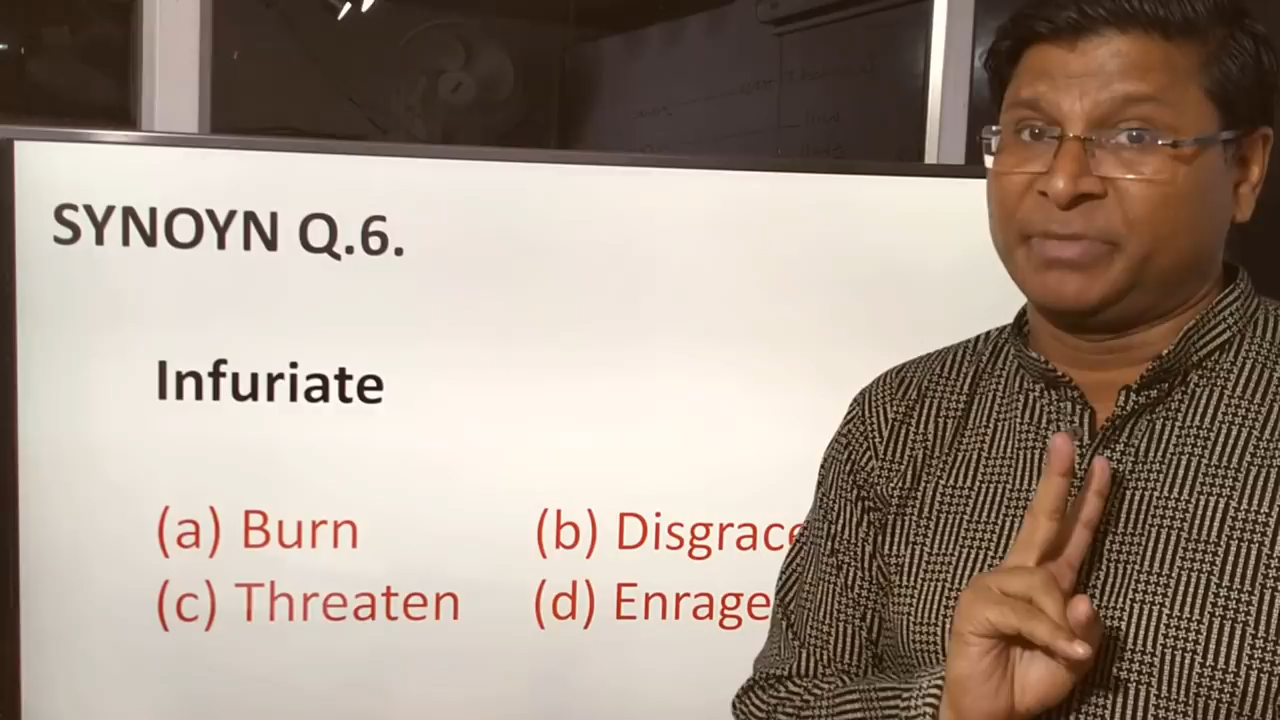 SYNOYN Q.6.
Infuriate
(a) Burn (b) Disgrace
(c) Threaten (d) Enrage